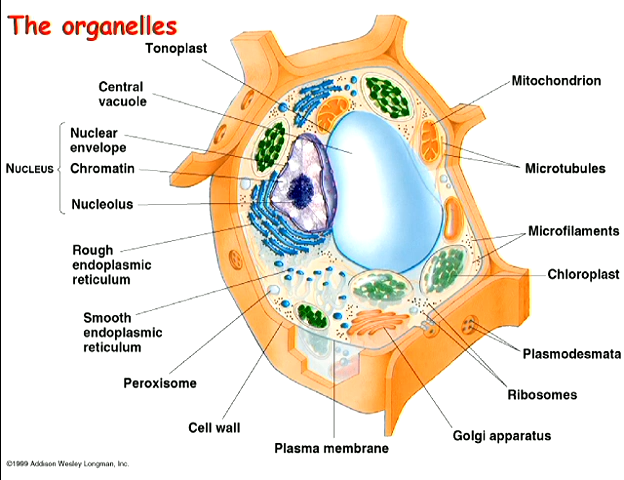 The organelles
Tonoplast
Central
vacuole
NUCLEUS
Nuclear
envelope
Chromatin
Nucleolus
Rough
endoplasmic
reticulum
Smooth
endoplasmic
reticulum
Peroxisome
Cell wall
Plasma membrane
Mitochondrion
Microtubules
Microfilaments
Chloroplast
Plasmodesmata
Ribosomes
Golgi apparatus
©1999 Addison Wesley Longman, Inc.